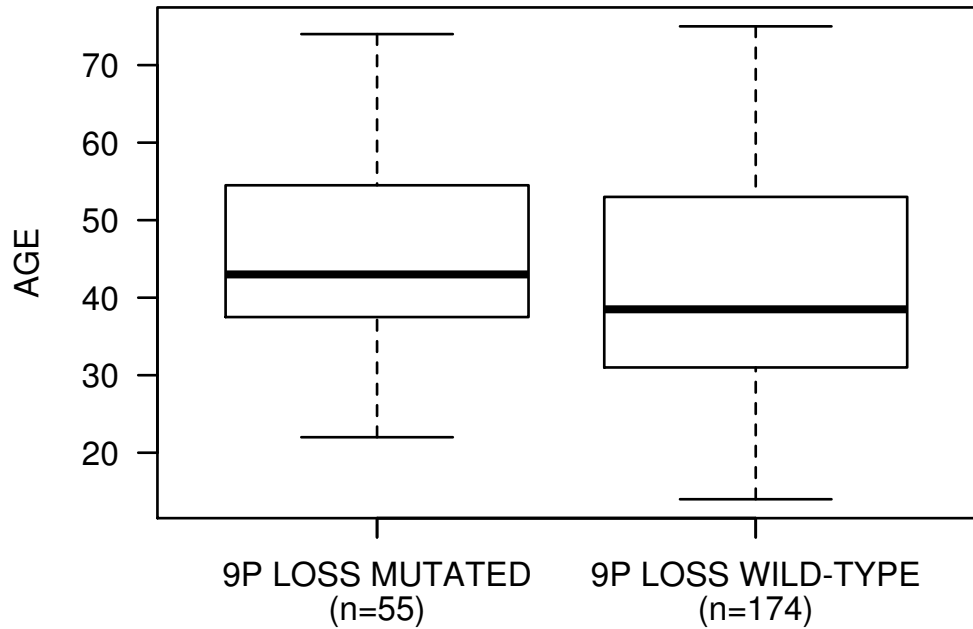 AGE
70
60
50
40
30
20
9P LOSS MUTATED
(n=55)
9P LOSS WILD-TYPE
(n=174)